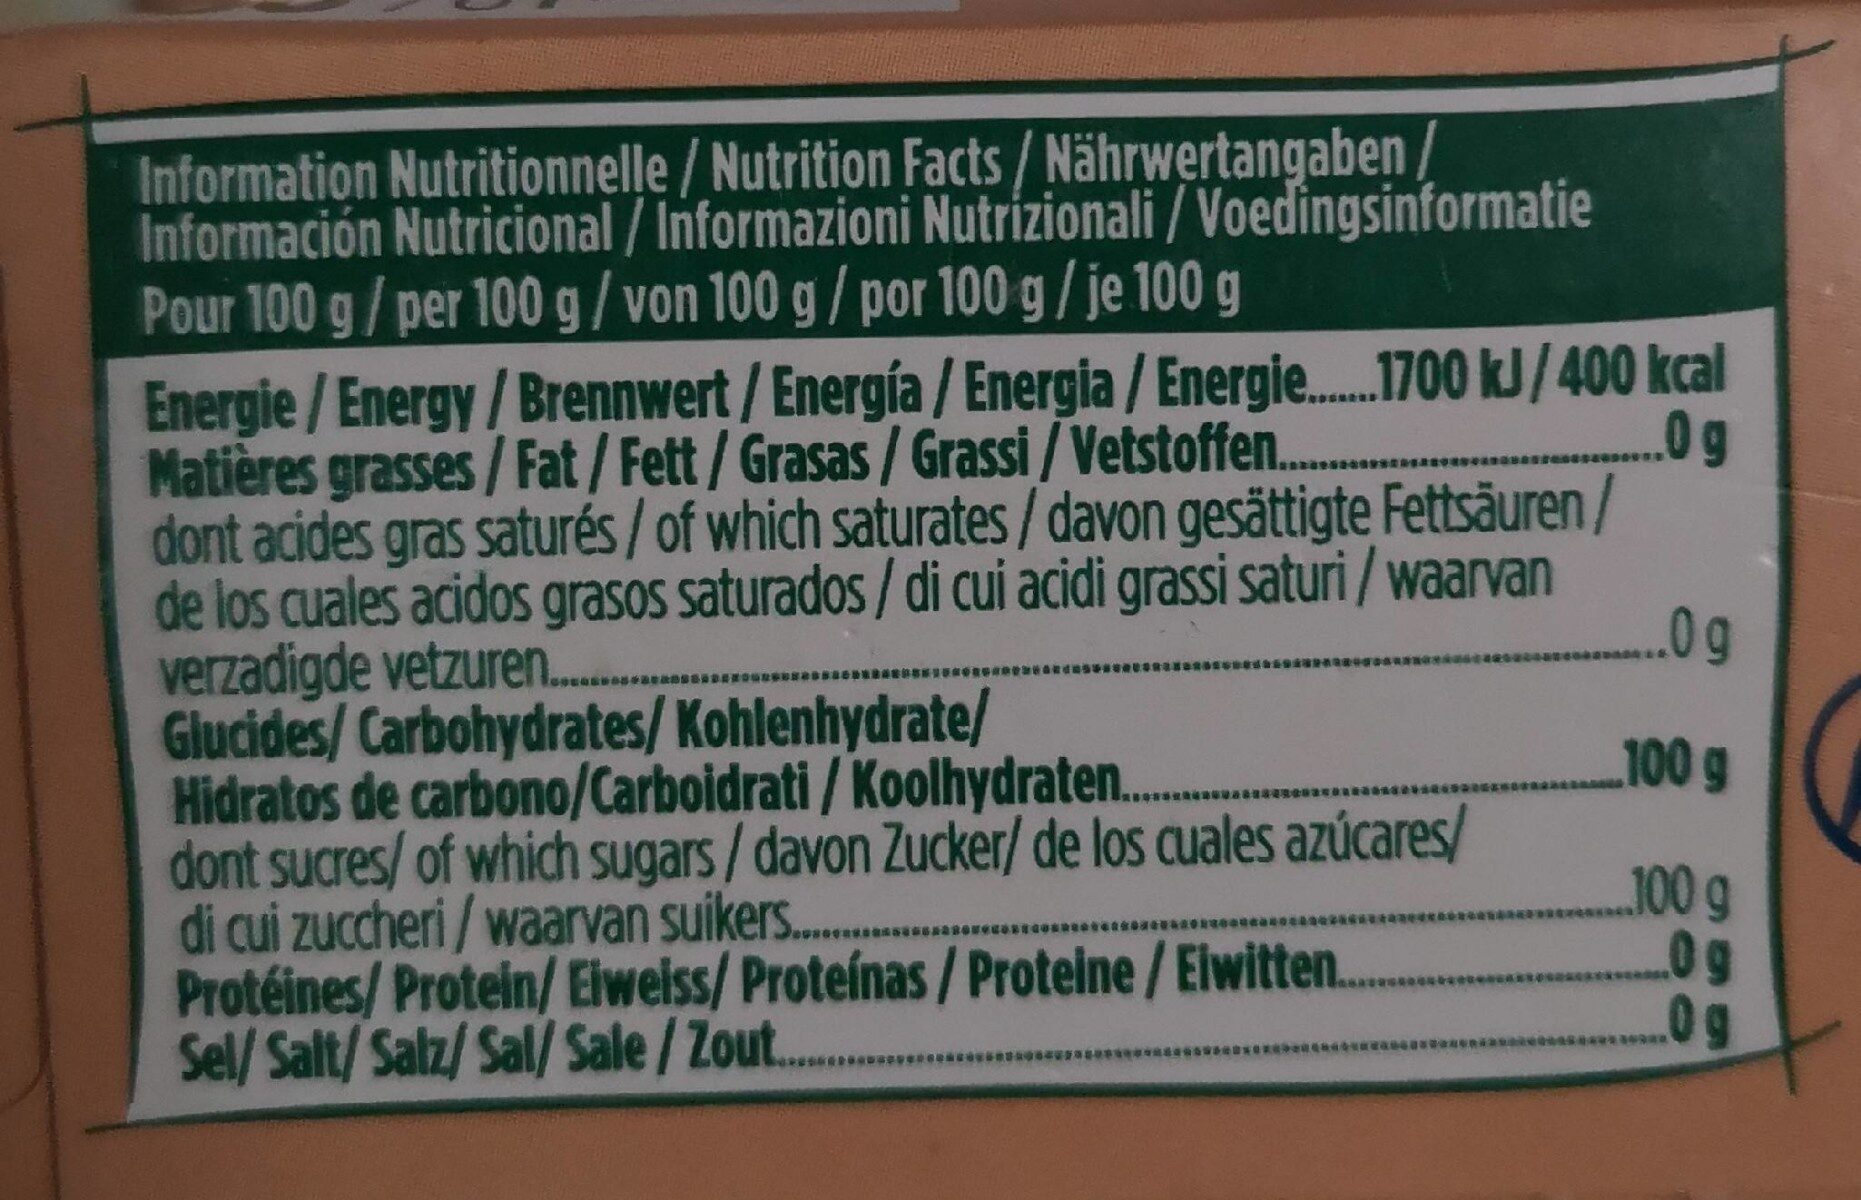 Information Nutritionnelle / Nutrition Facts / Nährwertangaben /
Información Nutricional / Informazioni Nutrizionali / Voedingsinformatie
Pour 100 g / per 100 g / von 100 g / por 100 g / je 100 g
Energie / Energy / Brennwert / Energía / Energia / Energie.......1700 kJ / 400 kcal
Matières grasses / Fat / Fett / Grasas / Grassi / Vetstoffen..........0 g
dont acides gras saturés / of which saturates / davon gesättigte Fettsäuren /
de los cuales acidos grasos saturados / di cui acidi grassi saturi / waarvan
verzadigde vetzuren..........0 g
Glucides/ Carbohydrates/ Kohlenhydrate/
Hidratos de carbono/Carboidrati / Koolhydraten..........100 g
dont sucres/ of which sugars / davon Zucker/ de los cuales azúcares/
di cui zuccheri / waarvan suikers..........100 g
Protéines/ Protein/ Eiweiss/ Proteínas / Proteine / Eiwitten..........0 g
Sel/ Salt/ Salz/ Sal/ Sale / Zout..........0 g